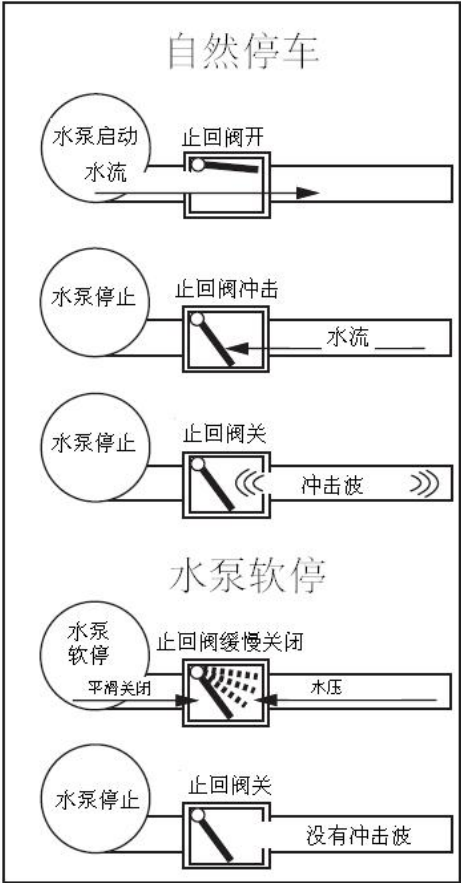 自然停车
水泵启动
止回阀开
水流
水泵停止
止回阀冲击
水流
水泵停止
止回阀关
冲击波
水泵软停
水泵
软停
止回阀缓慢关闭
平滑关闭
水压
水泵停止
止回阀关
没有冲击波